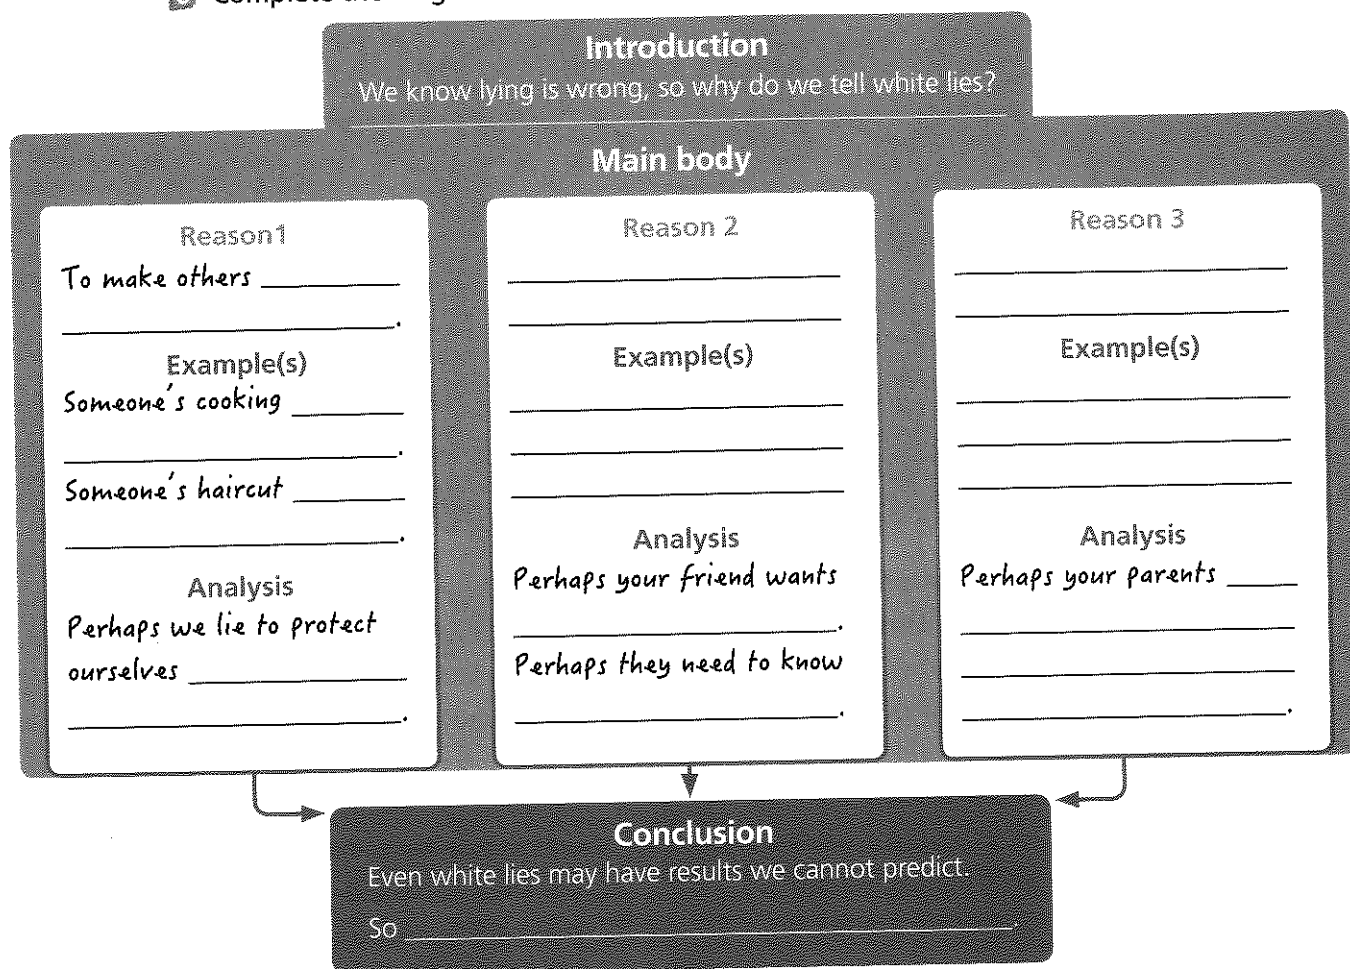 Complete the
Introduction
We know lying is wrong, so why do we tell white lies?
Main body
Reason1
To make others
.
Example(s)
Someone's cooking
.
Someone's haircut
.
Analysis
Perhaps we lie to protect
ourselves
.
Reason 2
Example(s)
Analysis
Perhaps your friend wants
.
Perhaps they need to know
.
Reason 3
Example(s)
Analysis
Perhaps your parents
.
Conclusion
Even white lies may have results we cannot predict.
So .